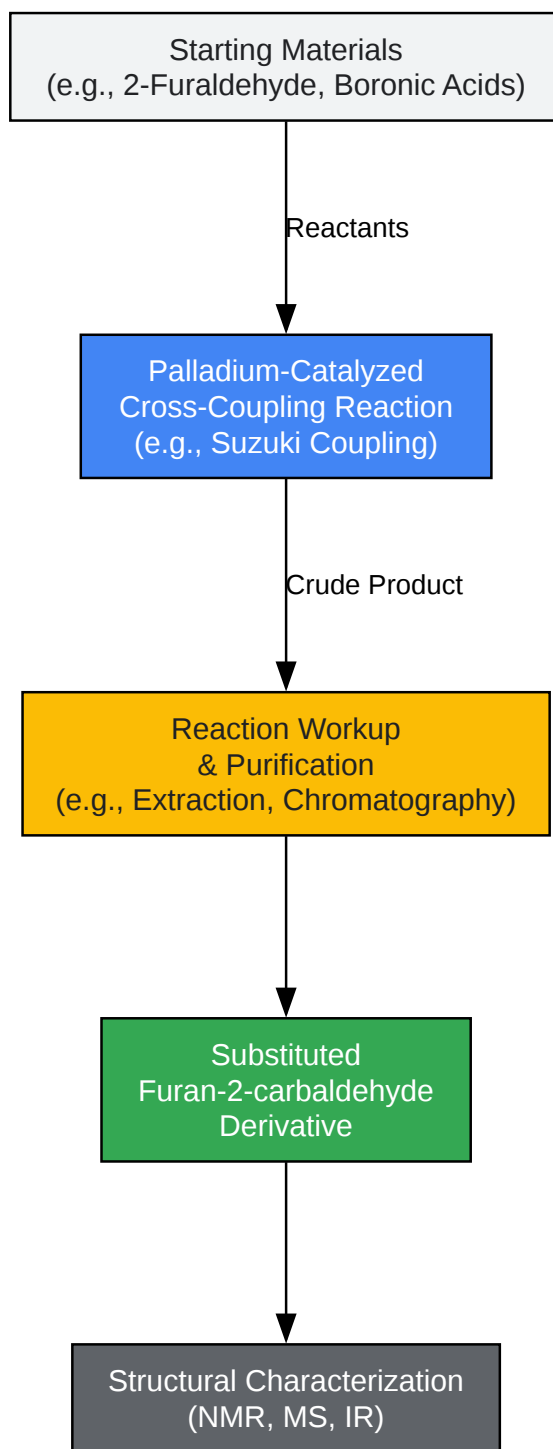 Starting Materials
(e.g., 2-Furaldehyde, Boronic Acids)
Reactants
Palladium-Catalyzed
Cross-Coupling Reaction
(e.g., Suzuki Coupling)
Crude Product
Reaction Workup
& Purification
(e.g., Extraction, Chromatography)
Substituted
Furan-2-carbaldehyde
Derivative
Structural Characterization
(NMR, MS, IR)